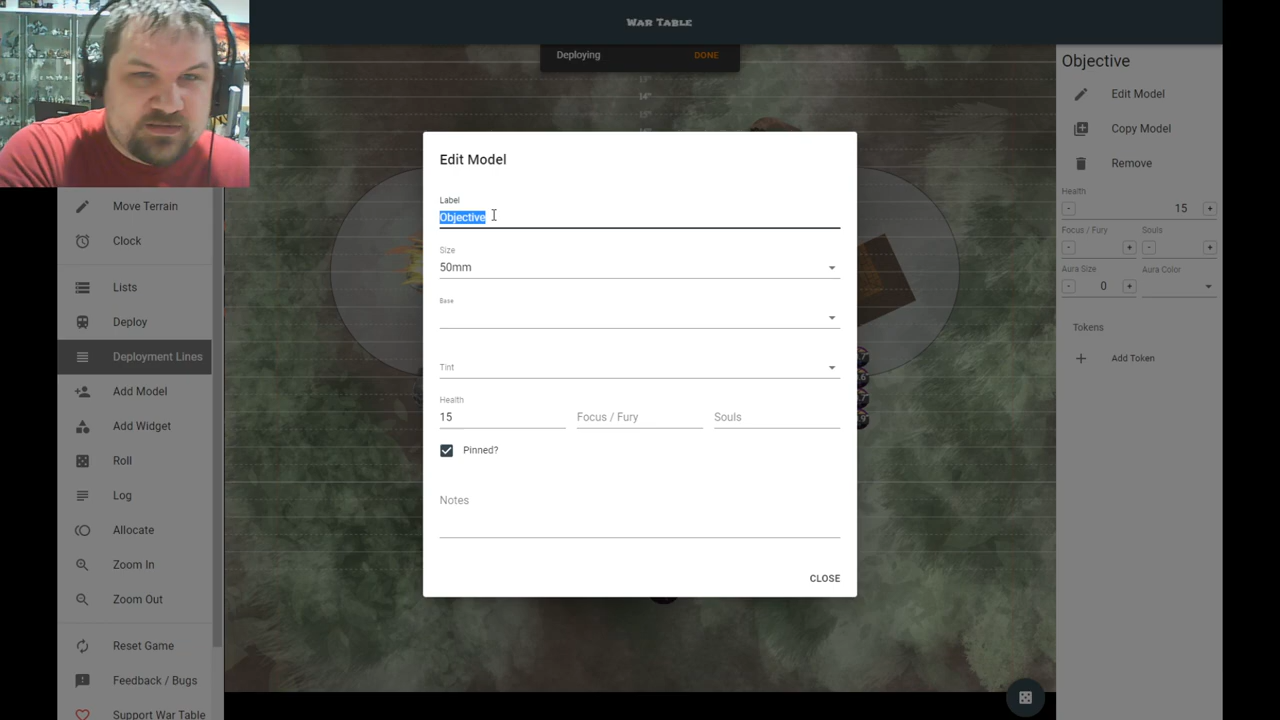 War Table
Deploying
DONE
14"
Objective
Edit Model
Copy Model
Remove
Health
-
15
+
Focus / Fury
Souls
-
+
-
+
Aura Size
Aura Color
-
0
+
Tokens
+
Add Token
Move Terrain
Clock
Lists
Deploy
Deployment Lines
Add Model
Add Widget
Roll
Log
Allocate
Zoom In
Zoom Out
Reset Game
Feedback / Bugs
Support War Table
Edit Model
Label
Objective
Size
50mm
Base
Tint
Health
15
Focus / Fury
Souls
Pinned?
Notes
CLOSE